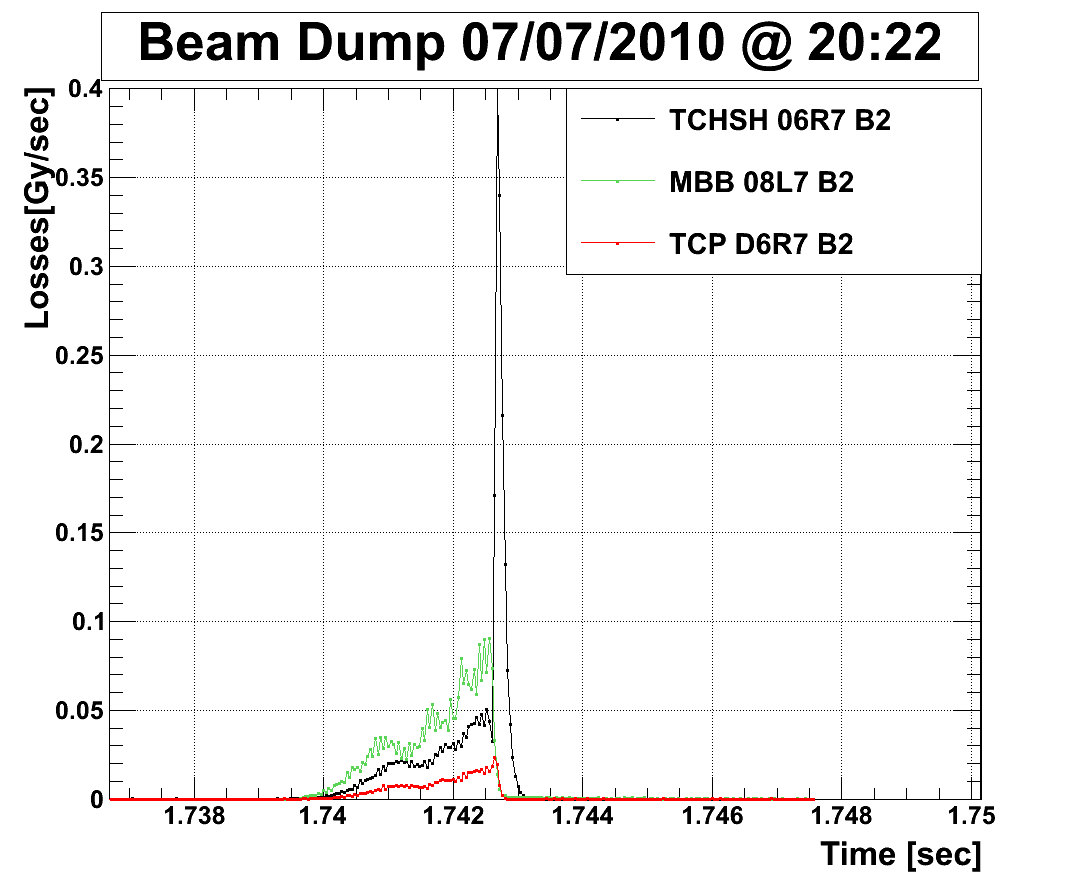 Beam Dump 07/07/2010 @ 20:22
Losses[Gy/sec]
0.4
0.35
0.3
0.25
0.2
0.15
0.1
0.05
0
TCHSH 06R7 B2
MBB 08L7 B2
TCP D6R7 B2
1.738 1.74 1.742 1.744 1.746 1.748 1.75
Time [sec]